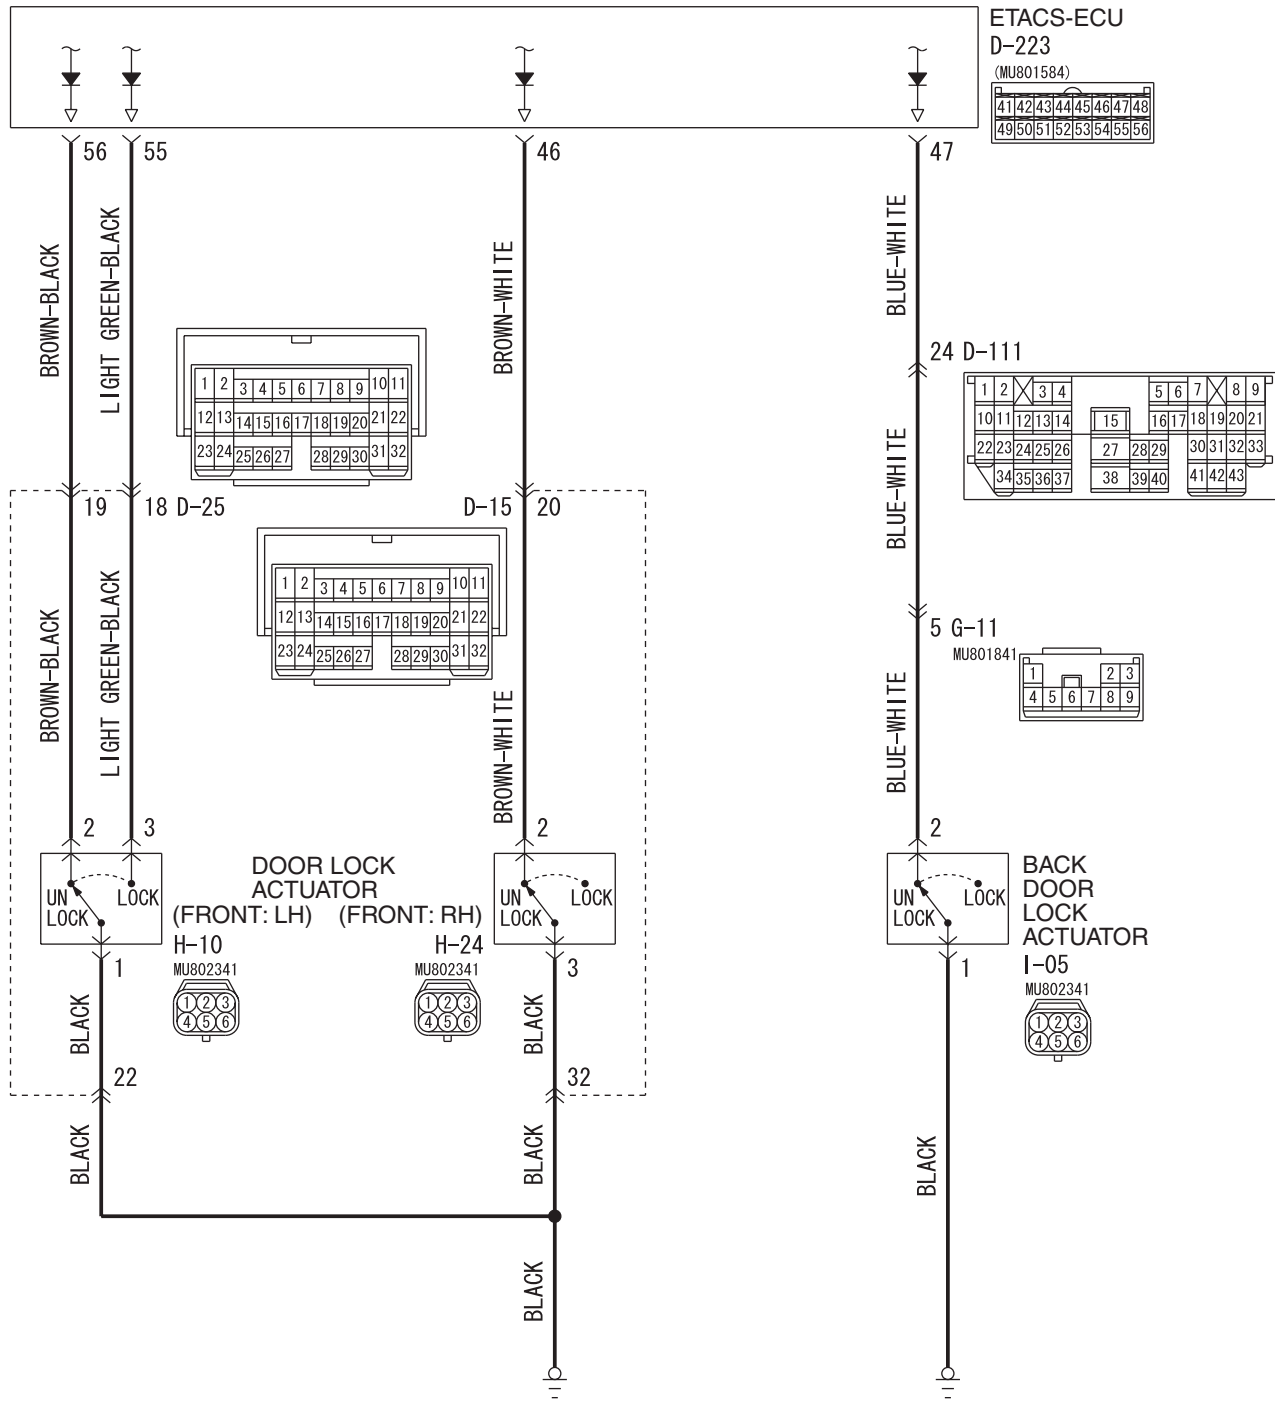 ETACS-ECU
D-223
(MU801584)
41 42 43 44 45 46 47 48
49 50 51 52 53 54 55 56
56 55 46 47
BROWN-BLACK
LIGHT GREEN-BLACK
BROWN-WHITE
BLUE-WHITE
24 D-111
1 2 3 4 5 6 7 8 9
10 11 12 13 14 15 16 17 18 19 20 21
22 23 24 25 26 27 28 29 30 31 32 33
34 35 36 37 38 39 40 41 42 43
1 2 3 4 5 6 7 8 9 10 11
12 13 14 15 16 17 18 19 20 21 22
23 24 25 26 27 28 29 30 31 32
BLUE-WHITE
19 18 D-25 D-15 20
1 2 3 4 5 6 7 8 9 10 11
12 13 14 15 16 17 18 19 20 21 22
23 24 25 26 27 28 29 30 31 32
BROWN-BLACK
LIGHT GREEN-BLACK
BROWN-WHITE
5 G-11
MU801841
1 2 3
4 5 6 7 8 9
BLUE-WHITE
2 3 2 2
UN
LOCK
LOCK
DOOR LOCK
ACTUATOR
(FRONT: LH) (FRONT: RH)
H-10
MU802341
1 2 3
4 5 6
H-24
MU802341
1 2 3
4 5 6
UN
LOCK
LOCK
UN
LOCK
LOCK
BACK
DOOR
LOCK
ACTUATOR
I-05
MU802341
1 2 3
4 5 6
1 3 1
BLACK
BLACK
22 32
BLACK
BLACK
BLACK
BLACK